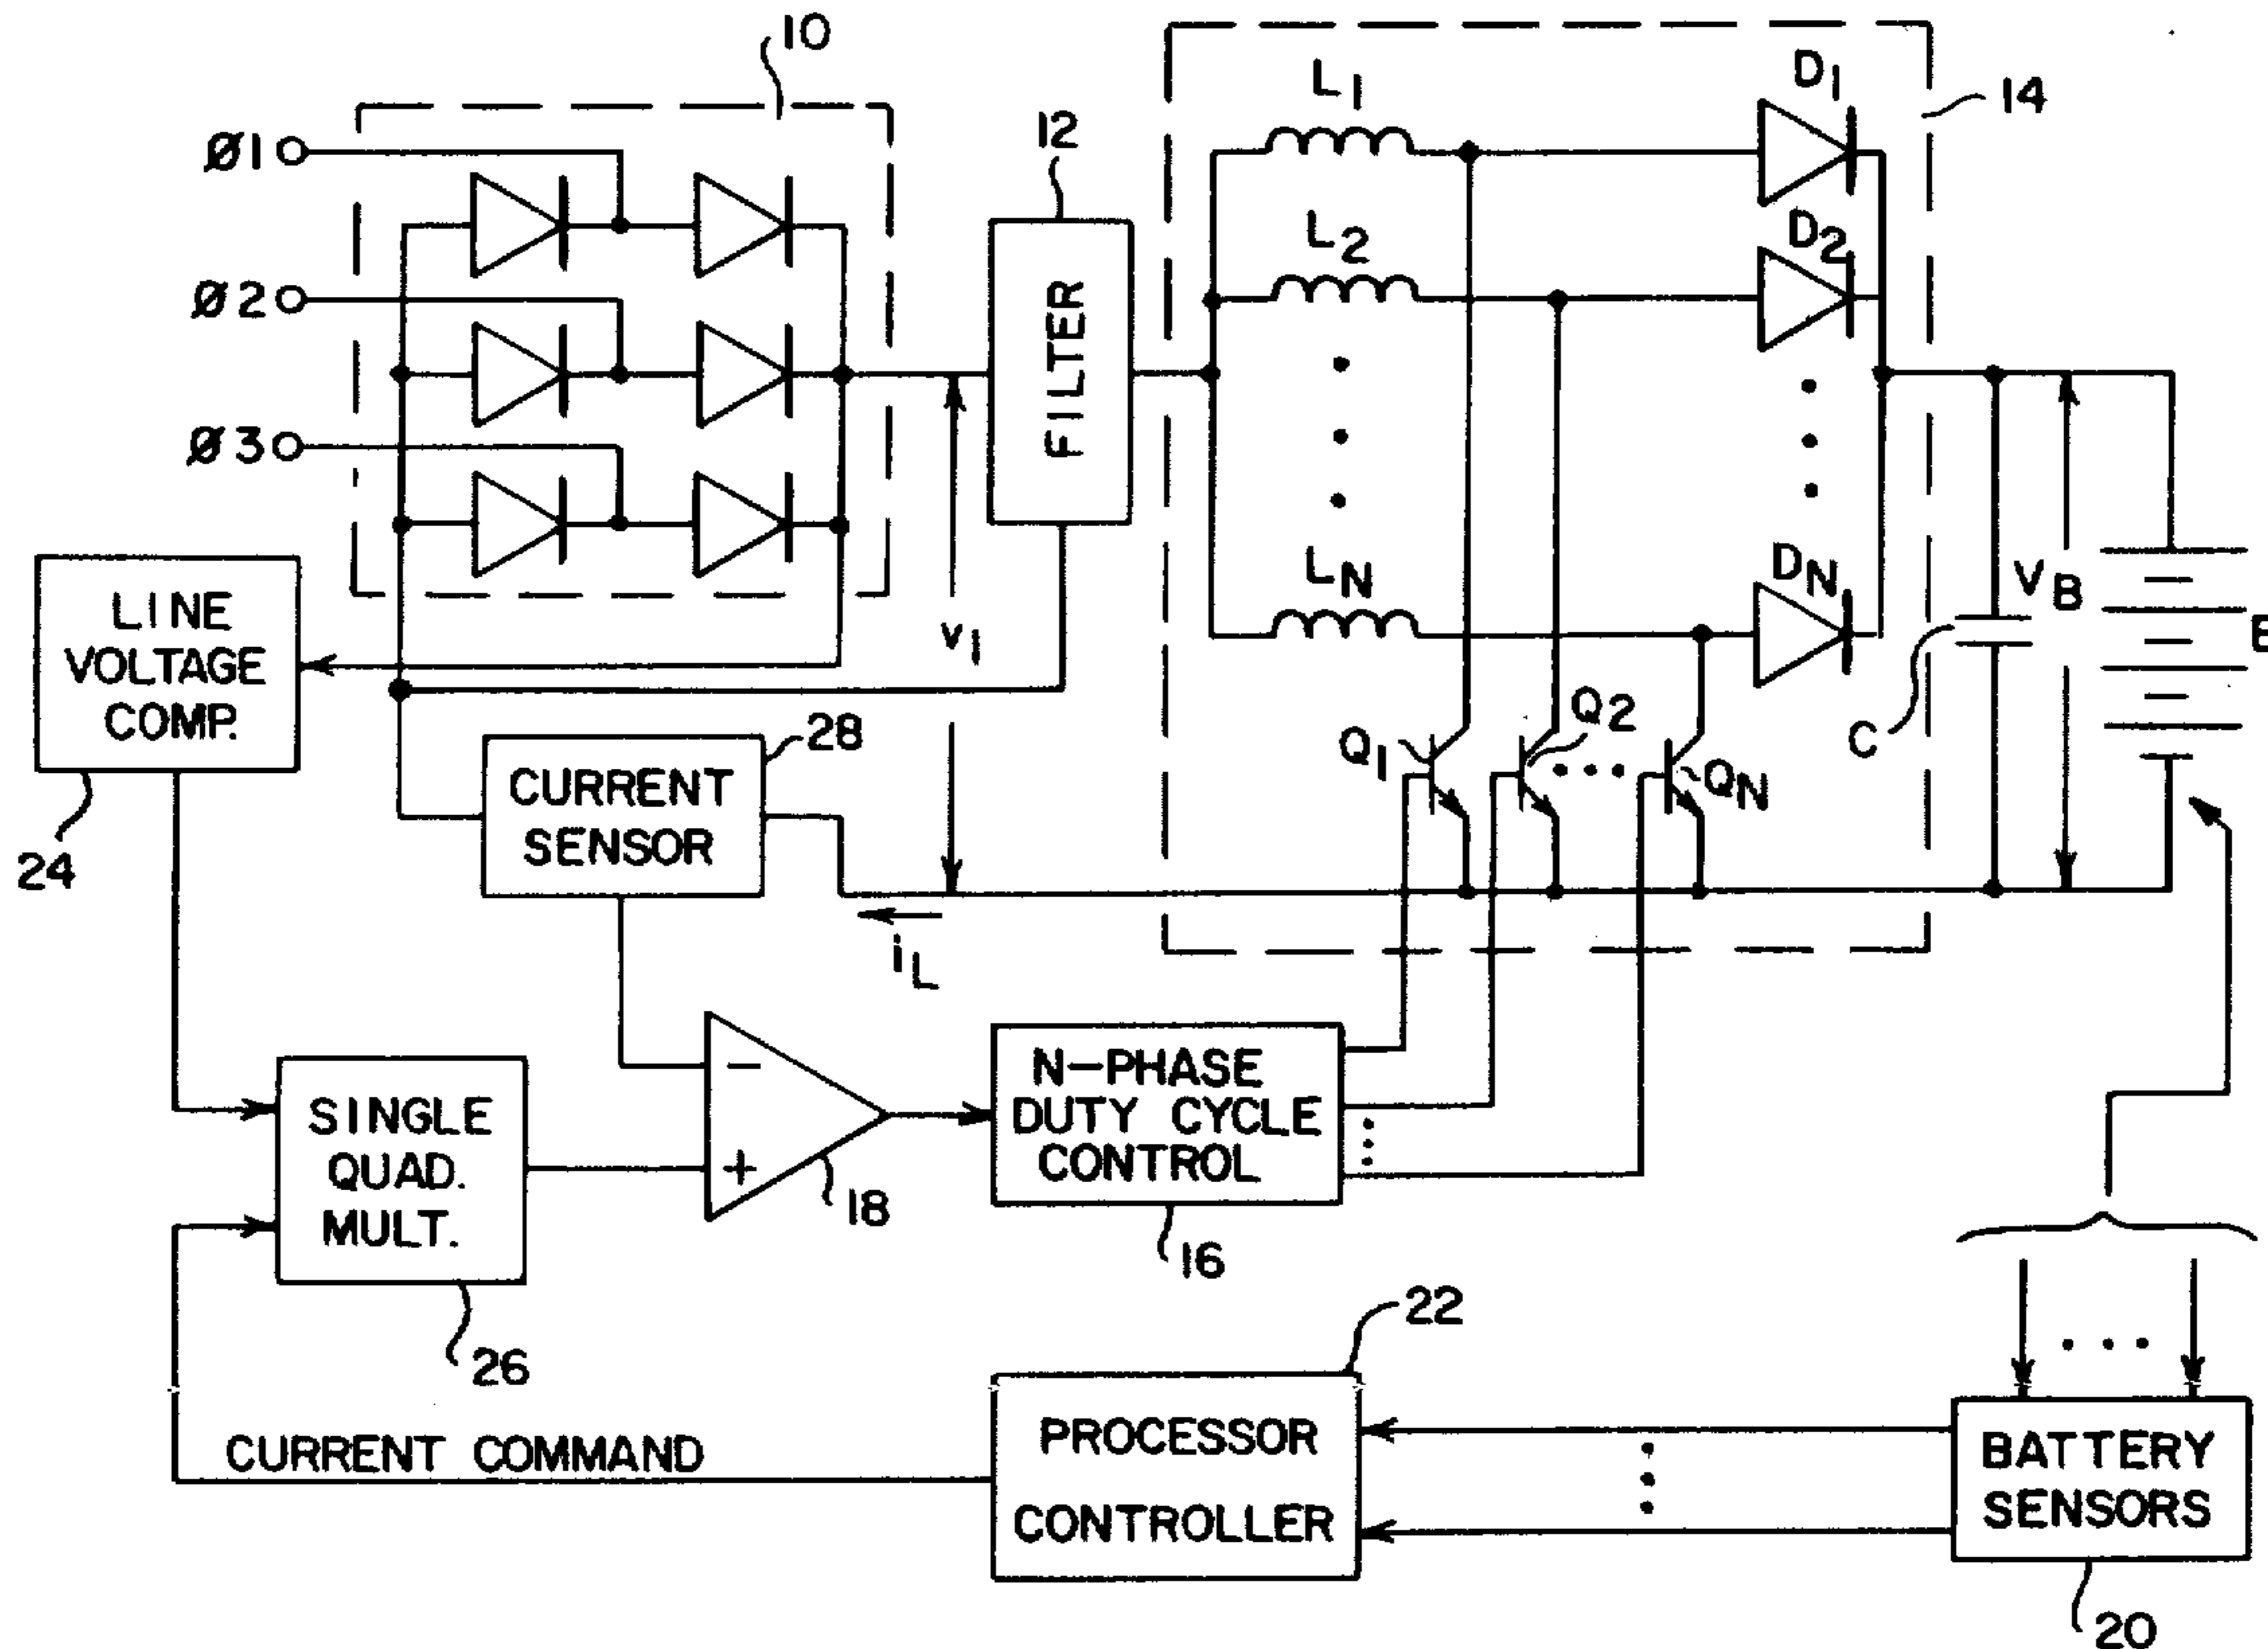 10
Ø1
Ø2
Ø3
12
FILTER
14
L1
L2
LN
D1
D2
DN
v1
VB
B
C
Q1
Q2
QN
LINE
VOLTAGE
COMP.
24
28
CURRENT
SENSOR
iL
SINGLE
QUAD.
MULT.
26
-
+
18
N-PHASE
DUTY CYCLE
CONTROL
16
22
PROCESSOR
CONTROLLER
CURRENT COMMAND
BATTERY
SENSORS
20